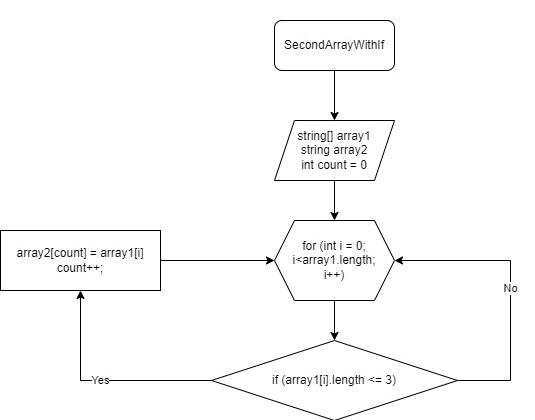 SecondArrayWithIf
string[] array1
string array2
int count = 0
for (int i = 0;
i<array1.length;
i++)
array2[count] = array1[i]
count++;
No
if (array1[i].length <= 3)
Yes